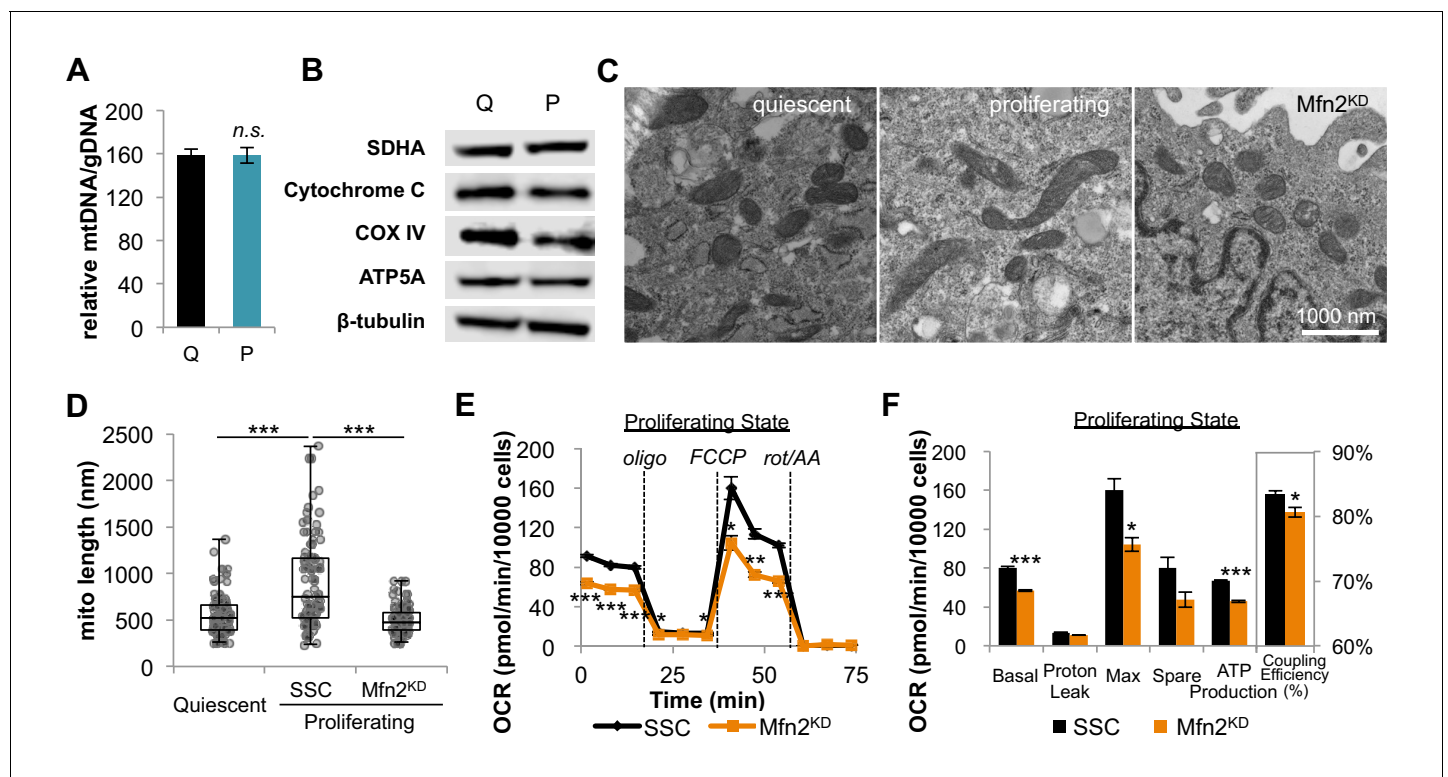 A
relative mtDNA/gDNA
200
160
120
80
40
0
n.s.
Q
P
B
Q
P
SDHA
Cytochrome C
COX IV
ATP5A
β-tubulin
C
quiescent
proliferating
Mfn2KD
1000 nm
D
mito length (nm)
2500
2000
1500
1000
500
0
***
***
Quiescent
SSC
Mfn2KD
Proliferating
E
Proliferating State
OCR (pmol/min/10000 cells)
200
160
120
80
40
0
oligo
FCCP
rot/AA
***
***
***
*
*
*
**
***
0
25
50
75
Time (min)
SSC
Mfn2KD
F
Proliferating State
OCR (pmol/min/10000 cells)
200
160
120
80
40
0
90%
80%
70%
60%
***
*
***
*
Basal
Proton
Leak
Max
Spare
ATP
Production
Coupling
Efficiency
(%)
SSC
Mfn2KD